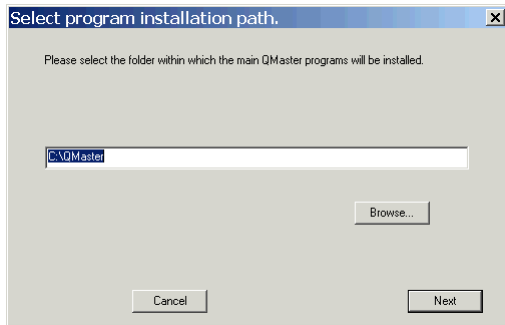 Select program installation path.
Please select the folder within which the main QMaster programs will be installed.
C:\QMaster
Browse...
Cancel
Next